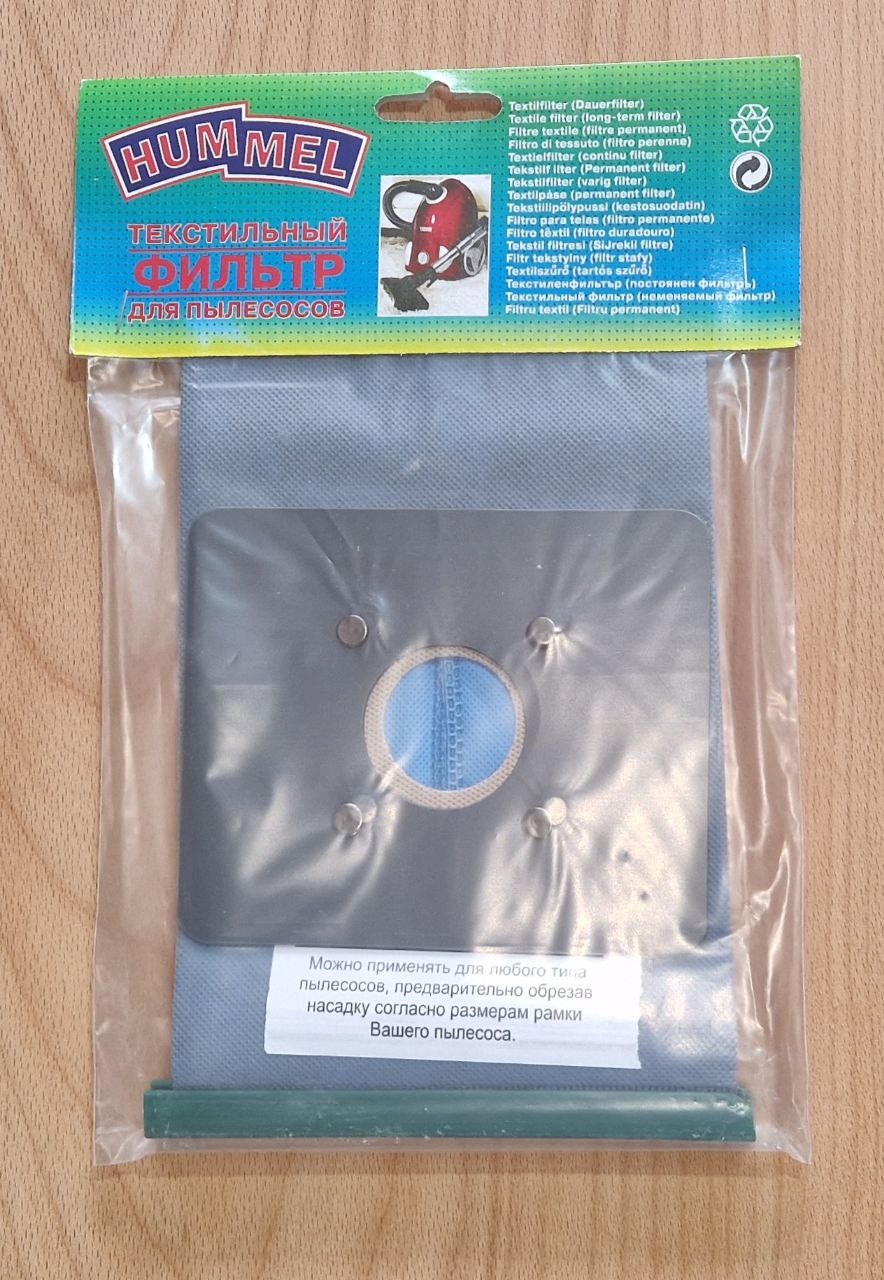 HUMMEL
ТЕКСТИЛЬНЫЙ
ФИЛЬТР
ДЛЯ ПЫЛЕСОСОВ
Textilfilter (Dauerfilter)
Textile filter (long-term filter)
Filtre textile (filtre permanent)
Filtro di tessuto (filtro perenne)
Textielfilter (continu filter)
Tekstilf ilter (Permanent filter)
Tekstilfilter (varig filter)
Textilpåse (permanent filter)
Tekstiilipölypussi (kestosuodatin)
Filtro para telas (filtro permanente)
Filtro têxtil (filtro duradouro)
Tekstil filtresi (SiJrekli filtre)
Filtr tekstylny (filtr stafy)
Textilszűrő (tartós szűrő)
Текстиленфильтър (постоянен фильтрь)
Текстильный фильтр (неменяемый фильтр)
Filtru textil (Filtru permanent)
Можно применять для любого типа
пылесосов, предварительно обрезав
насадку согласно размерам рамки
Вашего пылесоса.